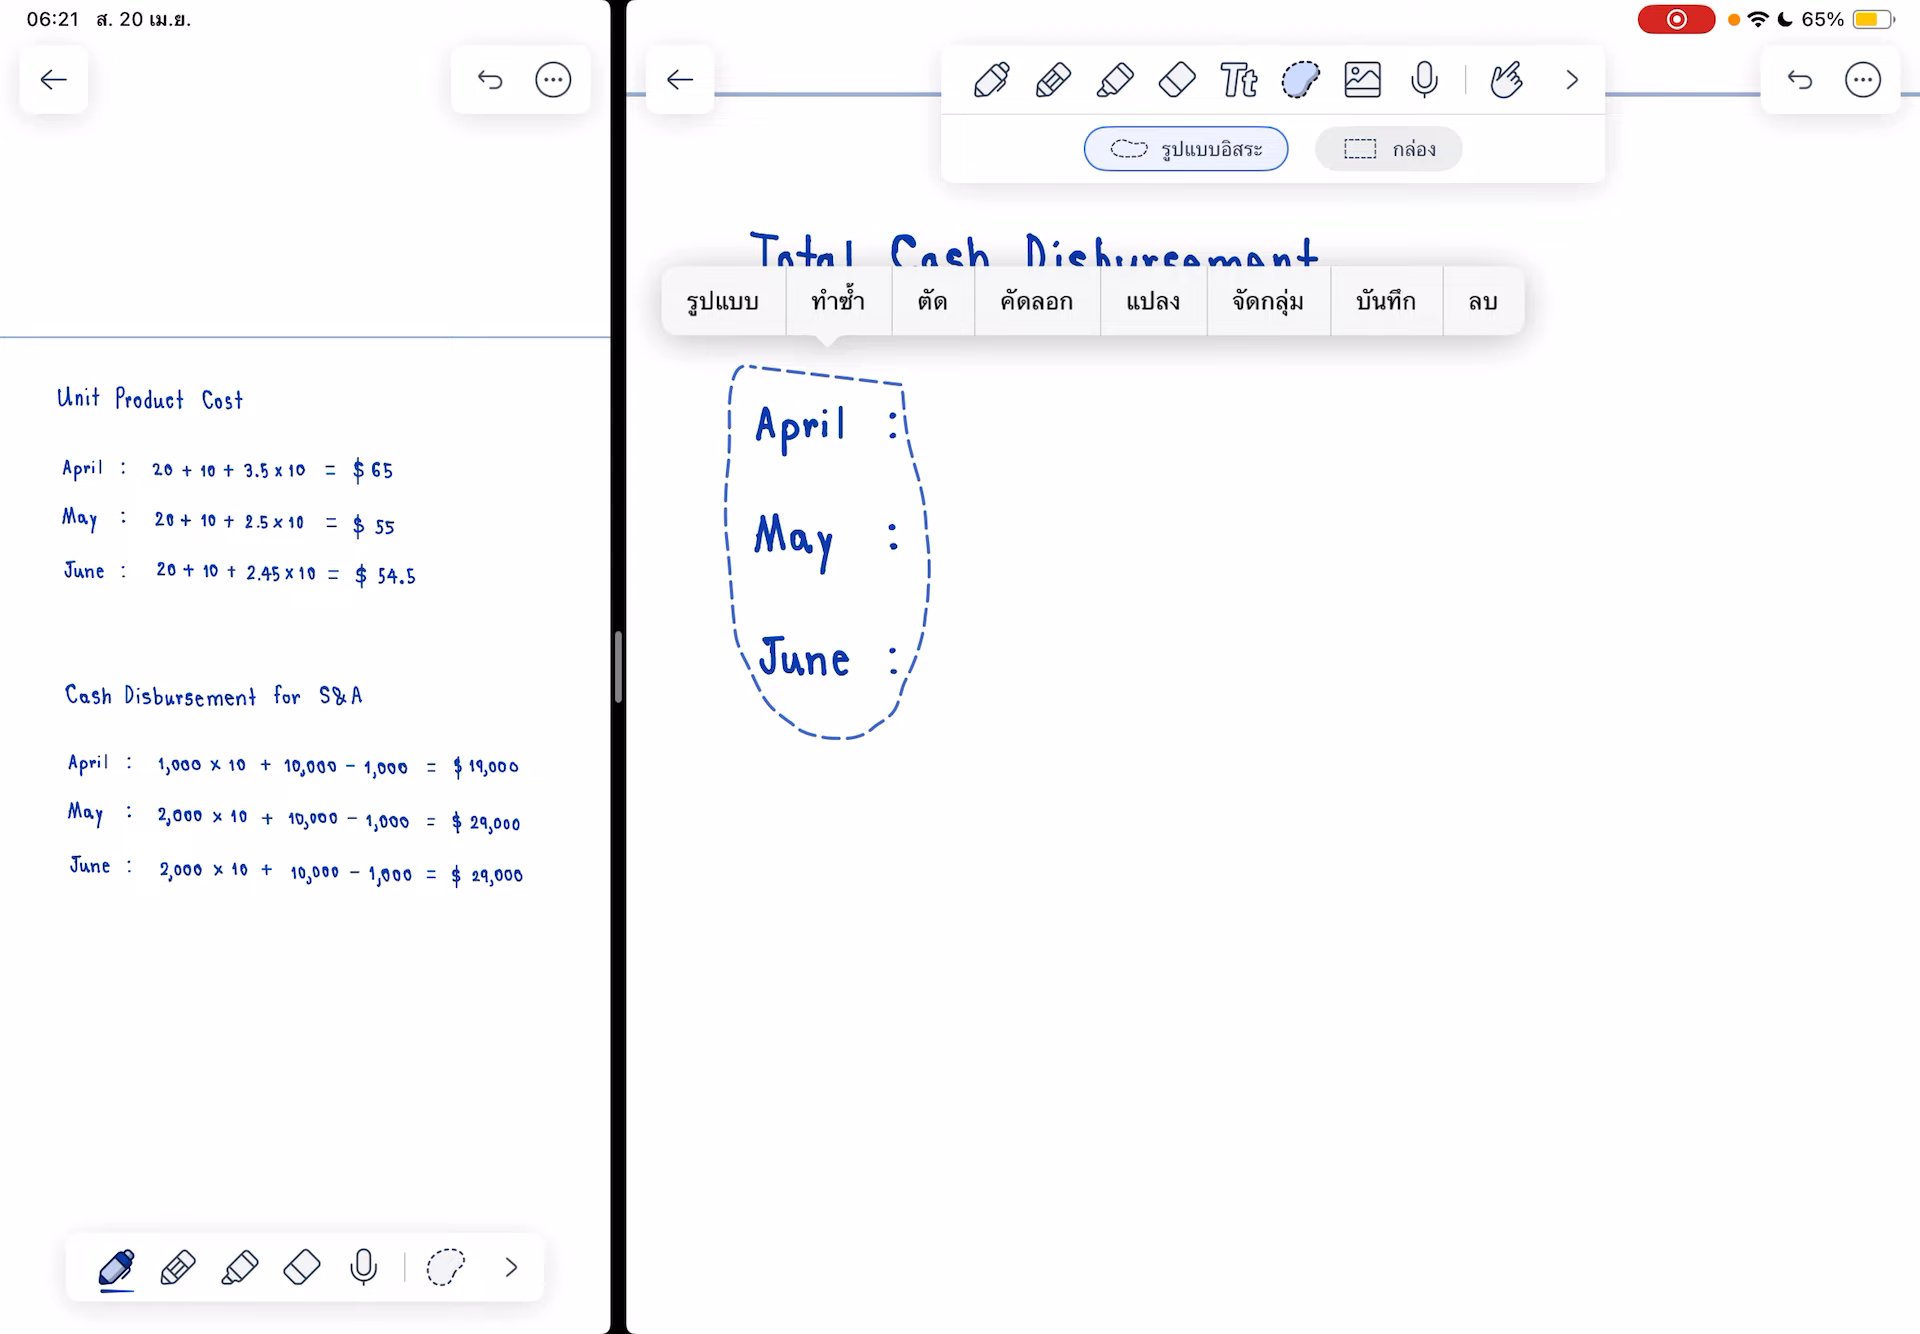 06:21 ส. 20 เม.ย.
65%
Unit Product Cost
April : 20 + 10 + 3.5 x 10 = $ 65
May : 20 + 10 + 2.5 x 10 = $ 55
June : 20 + 10 + 2.45 x 10 = $ 54.5
Cash Disbursement for S&A
April : 1,000 x 10 + 10,000 - 1,000 = $ 19,000
May : 2,000 x 10 + 10,000 - 1,000 = $ 29,000
June : 2,000 x 10 + 10,000 - 1,000 = $ 29,000
Tt
รูปแบบอิสระ กล่อง
Total Cash Disbursement
รูปแบบ ทำซ้ำ ตัด คัดลอก แปลง จัดกลุ่ม บันทึก ลบ
April :
May :
June :